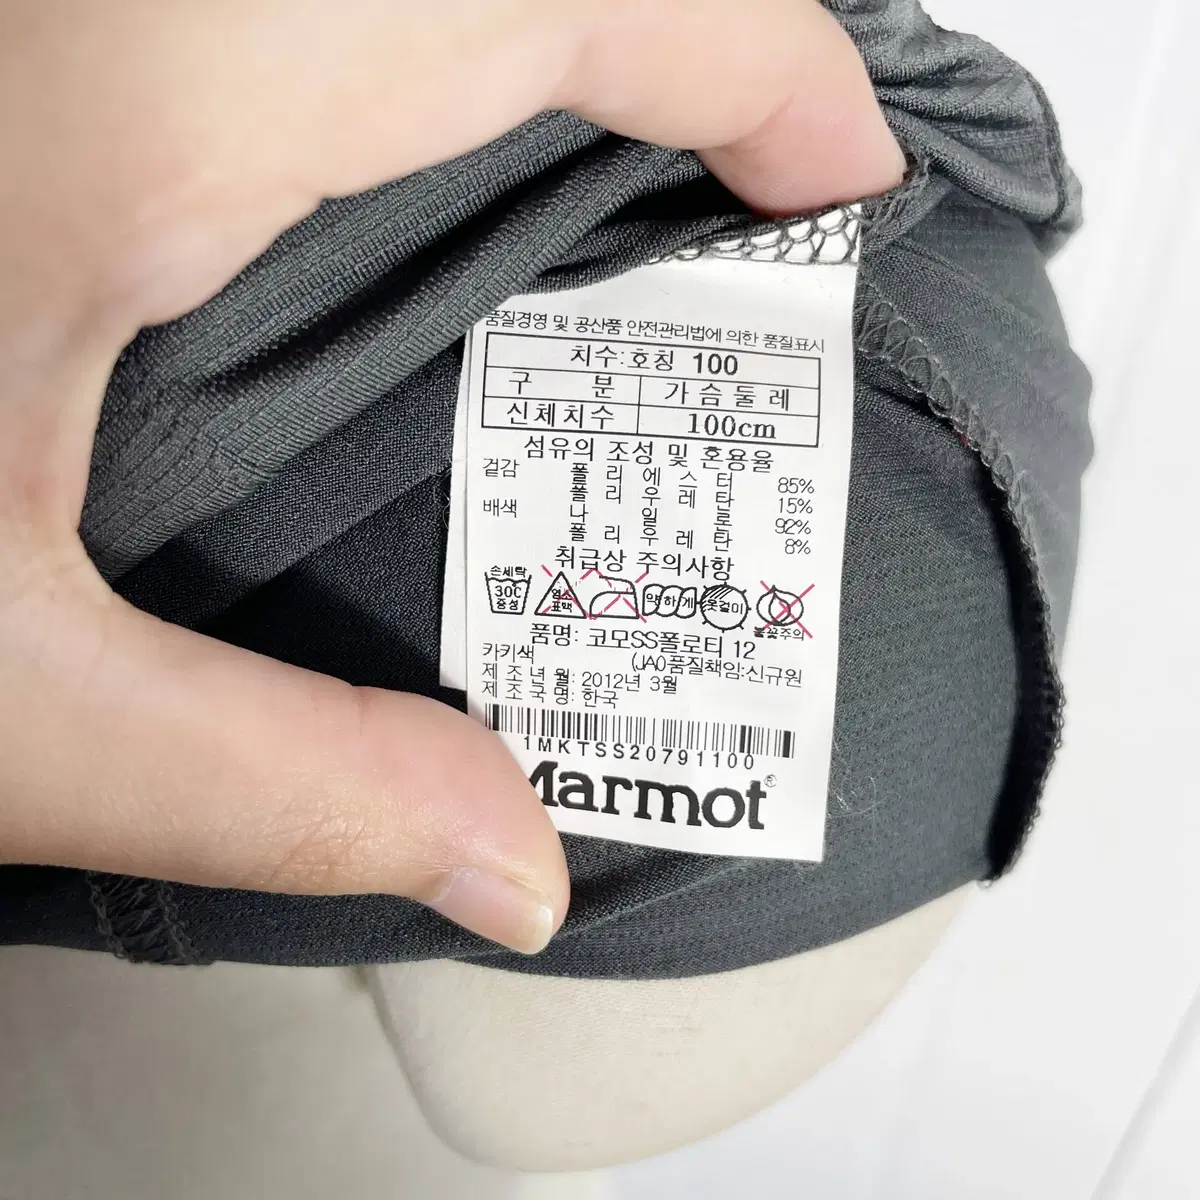 품질경영 및 공산품 안전관리법에 의한 품질표시
치수:호칭 100
구 분 가슴둘레
신체치수 100cm
섬유의 조성 및 혼용율
겉감 폴리에스터 85%
폴리우레탄 15%
배색 나일론 92%
폴리우레탄 8%
취급상 주의사항
손세탁
30C
중성
염소
표백
약하게
옷걸이
불꽃주의
품명: 코모SS폴로티 12
카키색 (JA0품질책임:신규원
제조년월: 2012년 3월
제조국명: 한국
1MKTSS20791100
Marmot®